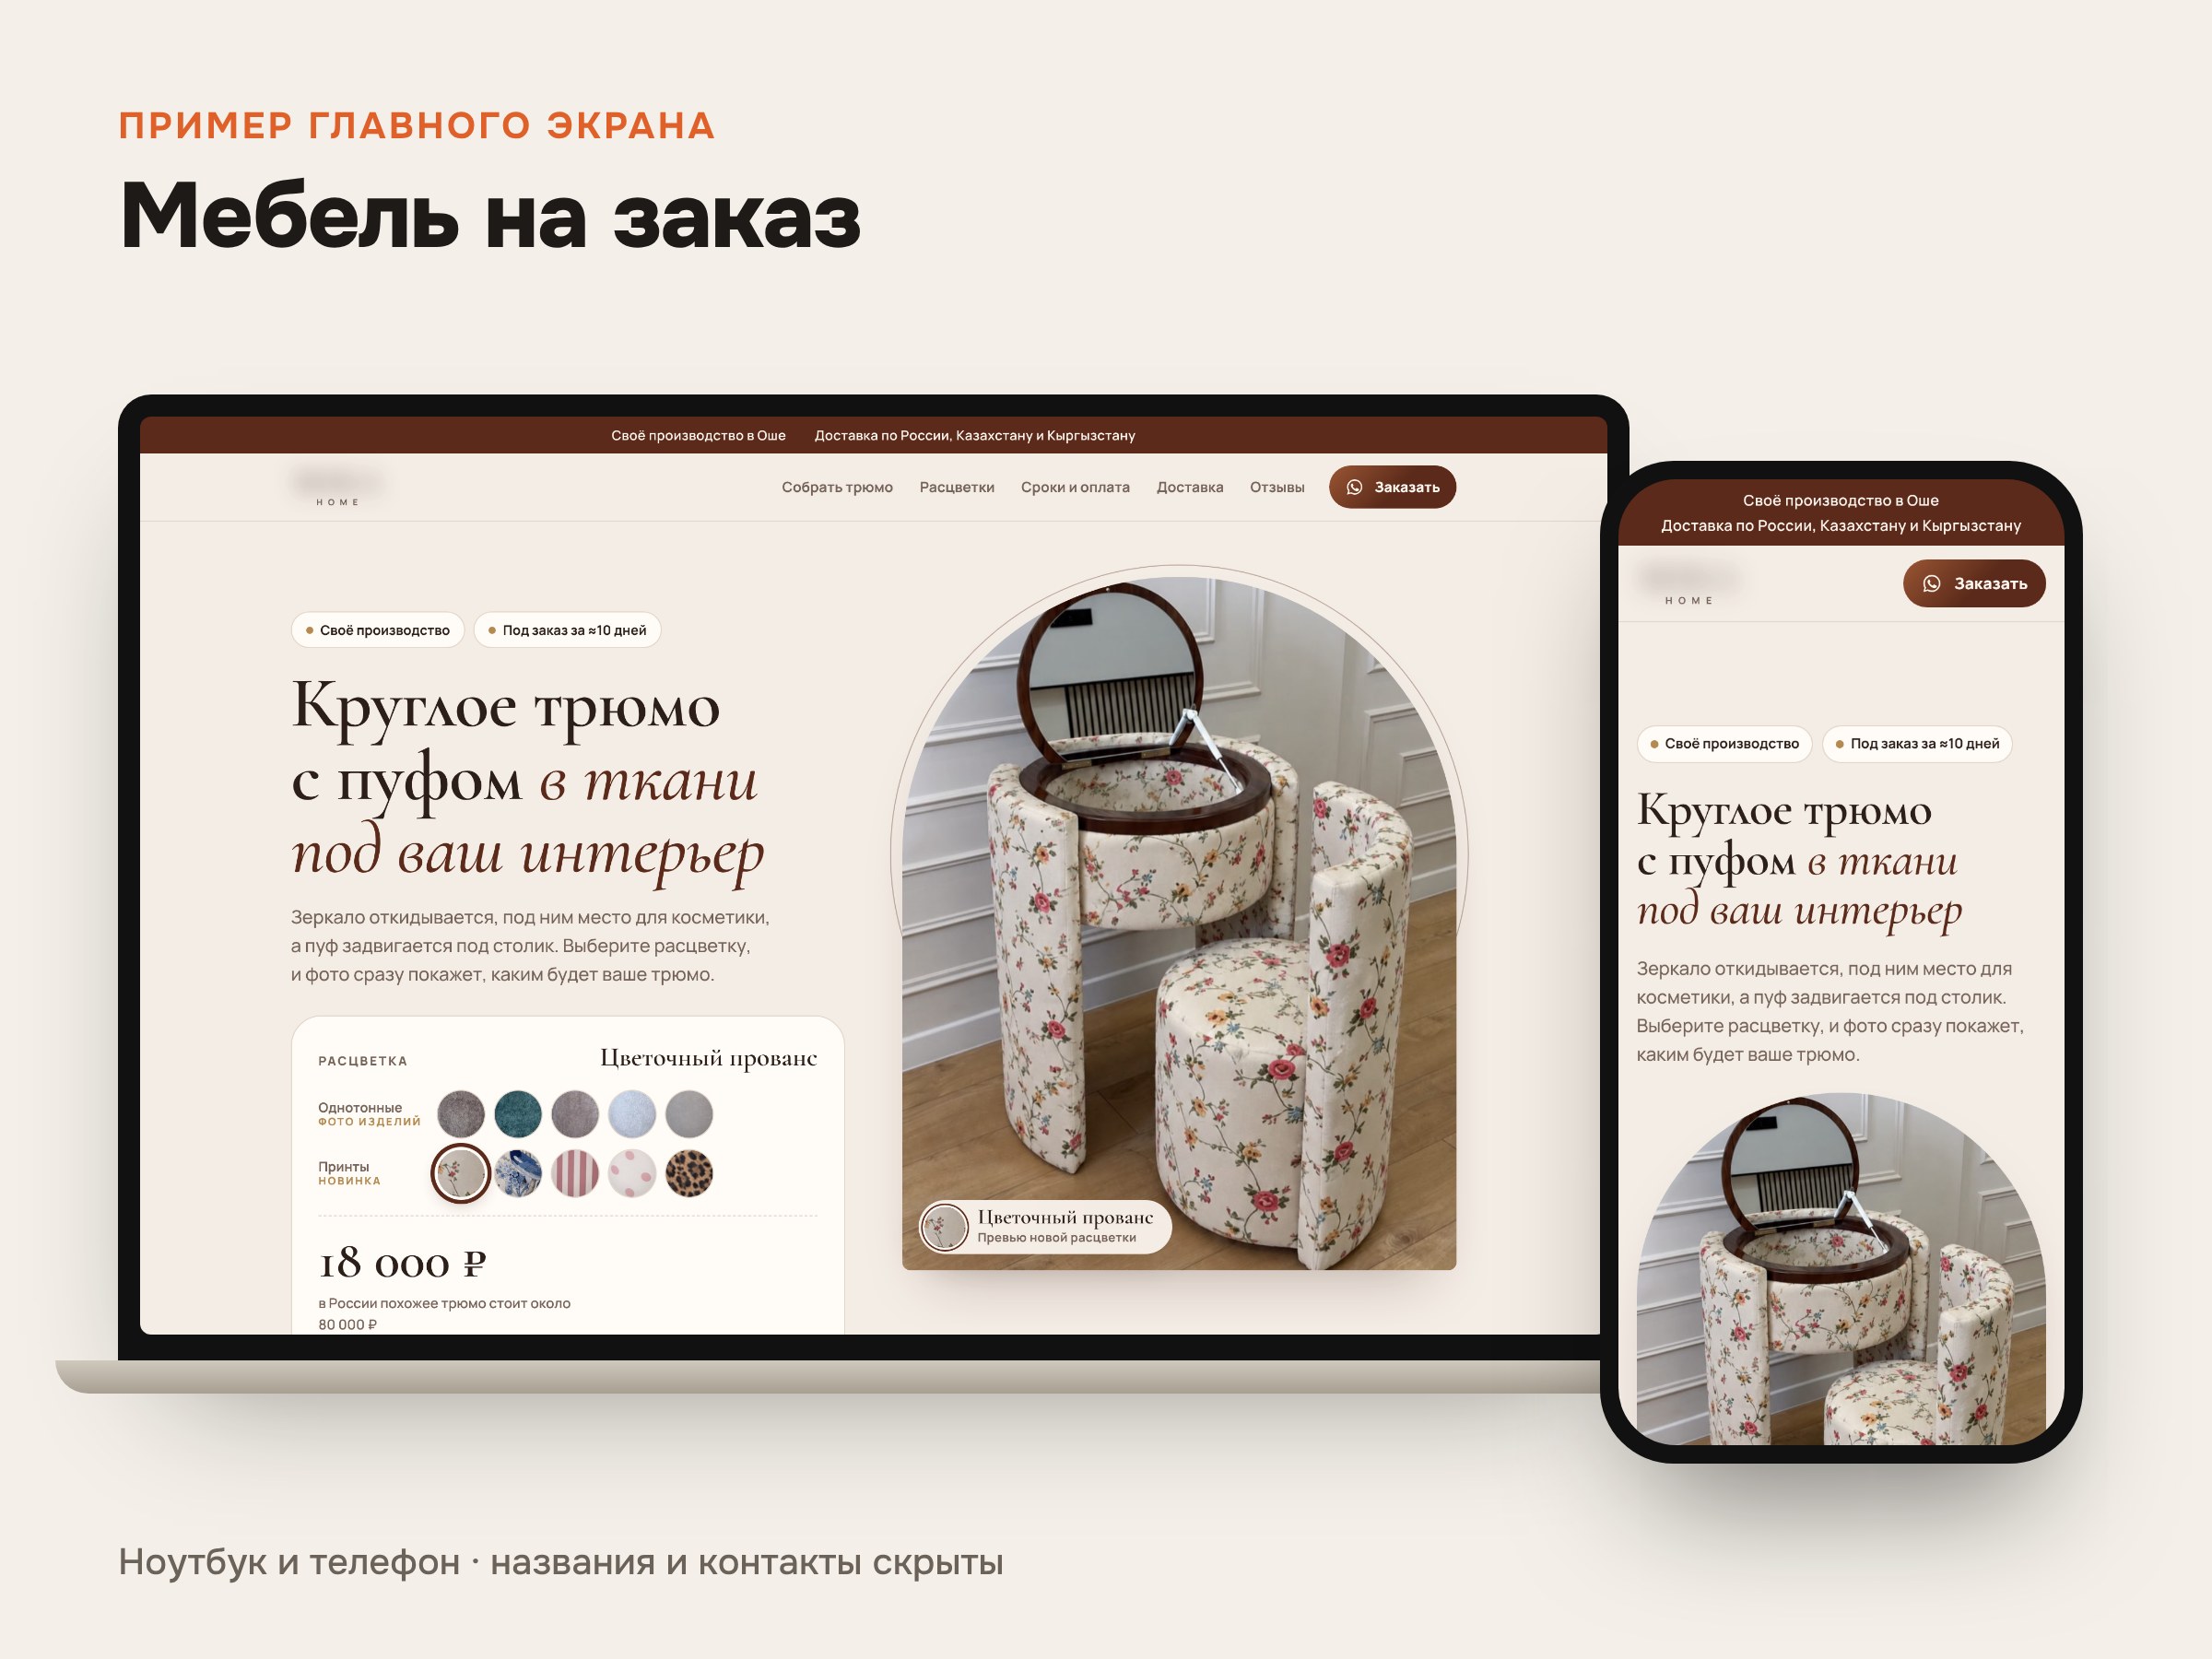 ПРИМЕР ГЛАВНОГО ЭКРАНА
Мебель на заказ
Своё производство в Оше Доставка по России, Казахстану и Кыргызстану
HOME
Собрать трюмо Расцветки Сроки и оплата Доставка Отзывы Заказать
Своё производство Под заказ за ≈10 дней
Круглое трюмо
с пуфом в ткани
под ваш интерьер
Зеркало откидывается, под ним место для косметики,
а пуф задвигается под столик. Выберите расцветку,
и фото сразу покажет, каким будет ваше трюмо.
РАСЦВЕТКА Цветочный прованс
Однотонные
ФОТО ИЗДЕЛИЙ
Принты
НОВИНКА
18 000 ₽
в России похожее трюмо стоит около
80 000 ₽
Цветочный прованс
Превью новой расцветки
Своё производство в Оше
Доставка по России, Казахстану и Кыргызстану
HOME
Заказать
Своё производство Под заказ за ≈10 дней
Круглое трюмо
с пуфом в ткани
под ваш интерьер
Зеркало откидывается, под ним место для
косметики, а пуф задвигается под столик.
Выберите расцветку, и фото сразу покажет,
каким будет ваше трюмо.
Ноутбук и телефон · названия и контакты скрыты